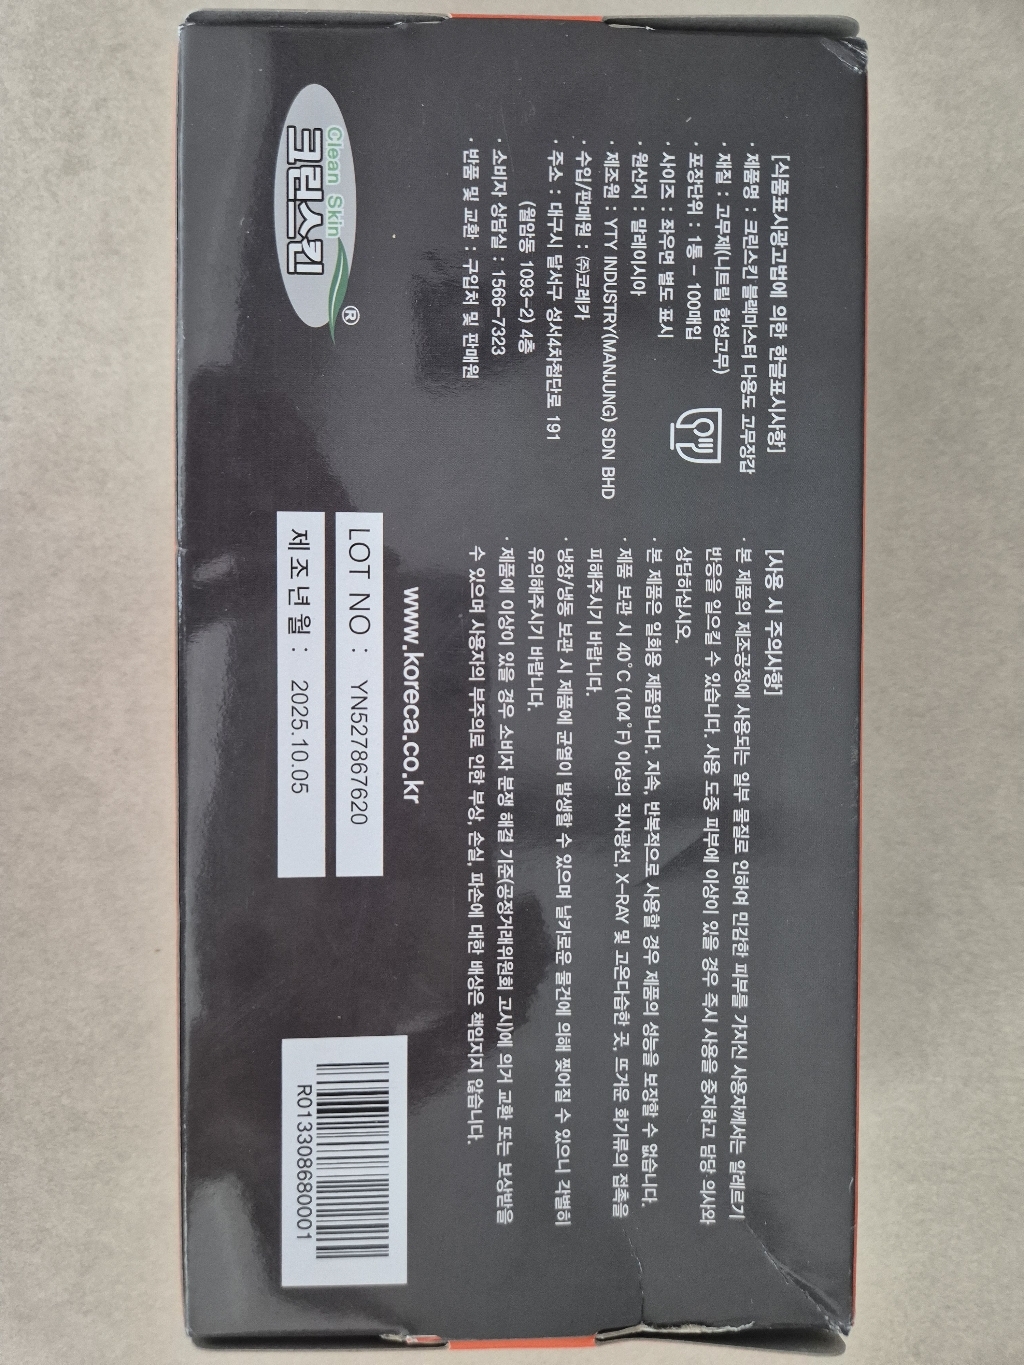 [식품표시광고법에 의한 한글표시사항]
· 제품명 : 크린스킨 블랙마스터 다용도 고무장갑
· 재질 : 고무제(니트릴 합성고무)
· 포장단위 : 1통 - 100매입
· 사이즈 : 좌우면 별도 표시
· 원산지 : 말레이시아
· 제조원 : YTY INDUSTRY(MANJUNG) SDN BHD
· 수입/판매원 : ㈜코레카
· 주소 : 대구시 달서구 성서4차첨단로 191
(월암동 1093-2) 4층
· 소비자 상담실 : 1566-7323
· 반품 및 교환 : 구입처 및 판매원
Clean Skin
크린스킨®
[사용 시 주의사항]
· 본 제품의 제조공정에 사용되는 일부 물질로 인하여 민감한 피부를 가지신 사용자께서는 알레르기
반응을 일으킬 수 있습니다. 사용 도중 피부에 이상이 있을 경우 즉시 사용을 중지하고 담당 의사와
상담하십시오.
· 본 제품은 일회용 제품입니다. 지속, 반복적으로 사용할 경우 제품의 성능을 보장할 수 없습니다.
· 제품 보관 시 40°C (104°F) 이상의 직사광선, X-RAY 및 고온다습한 곳, 뜨거운 화기류의 접촉을
피해주시기 바랍니다.
· 냉장/냉동 보관 시 제품에 균열이 발생할 수 있으며 날카로운 물건에 의해 찢어질 수 있으니 각별히
유의해주시기 바랍니다.
· 제품에 이상이 있을 경우 소비자 분쟁 해결 기준(공정거래위원회 고시)에 의거 교환 또는 보상받을
수 있으며 사용자의 부주의로 인한 부상, 손실, 파손에 대한 배상은 책임지지 않습니다.
www.koreca.co.kr
LOT NO : YN527867620
제조년월 : 2025.10.05
R013308680001